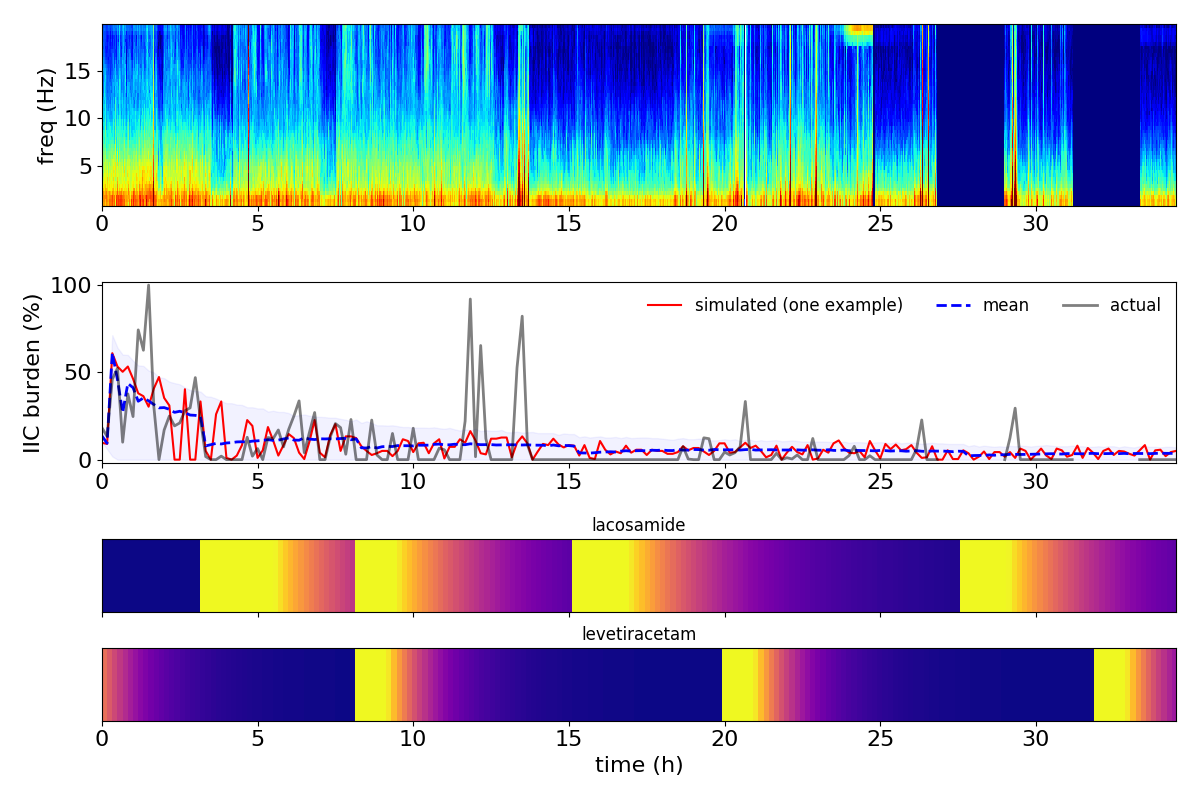 freq (Hz)
15
10
5
0 5 10 15 20 25 30
IIC burden (%)
100
50
0
simulated (one example) mean actual
0 5 10 15 20 25 30
lacosamide
levetiracetam
0 5 10 15 20 25 30
time (h)